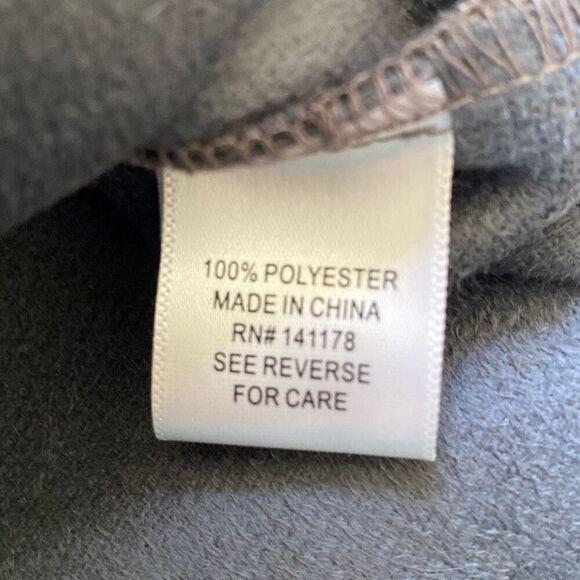 100% POLYESTER
MADE IN CHINA
RN# 141178
SEE REVERSE
FOR CARE